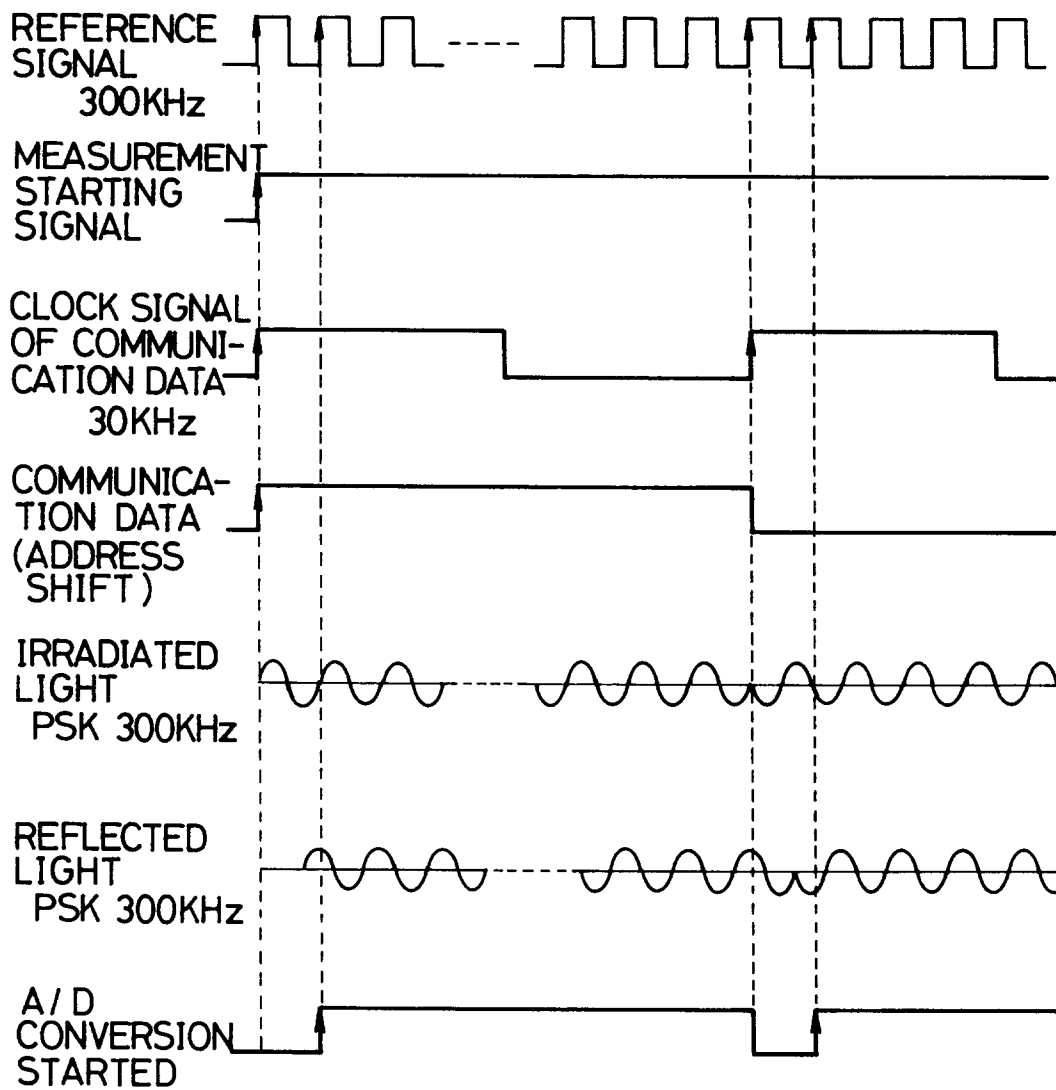 REFERENCE
SIGNAL
300KHz
MEASUREMENT
STARTING
SIGNAL
CLOCK SIGNAL
OF COMMUNI-
CATION DATA
30KHz
COMMUNICA-
TION DATA
(ADDRESS
SHIFT)
IRRADIATED
LIGHT
PSK 300KHz
REFLECTED
LIGHT
PSK 300KHz
A/D
CONVERSION
STARTED